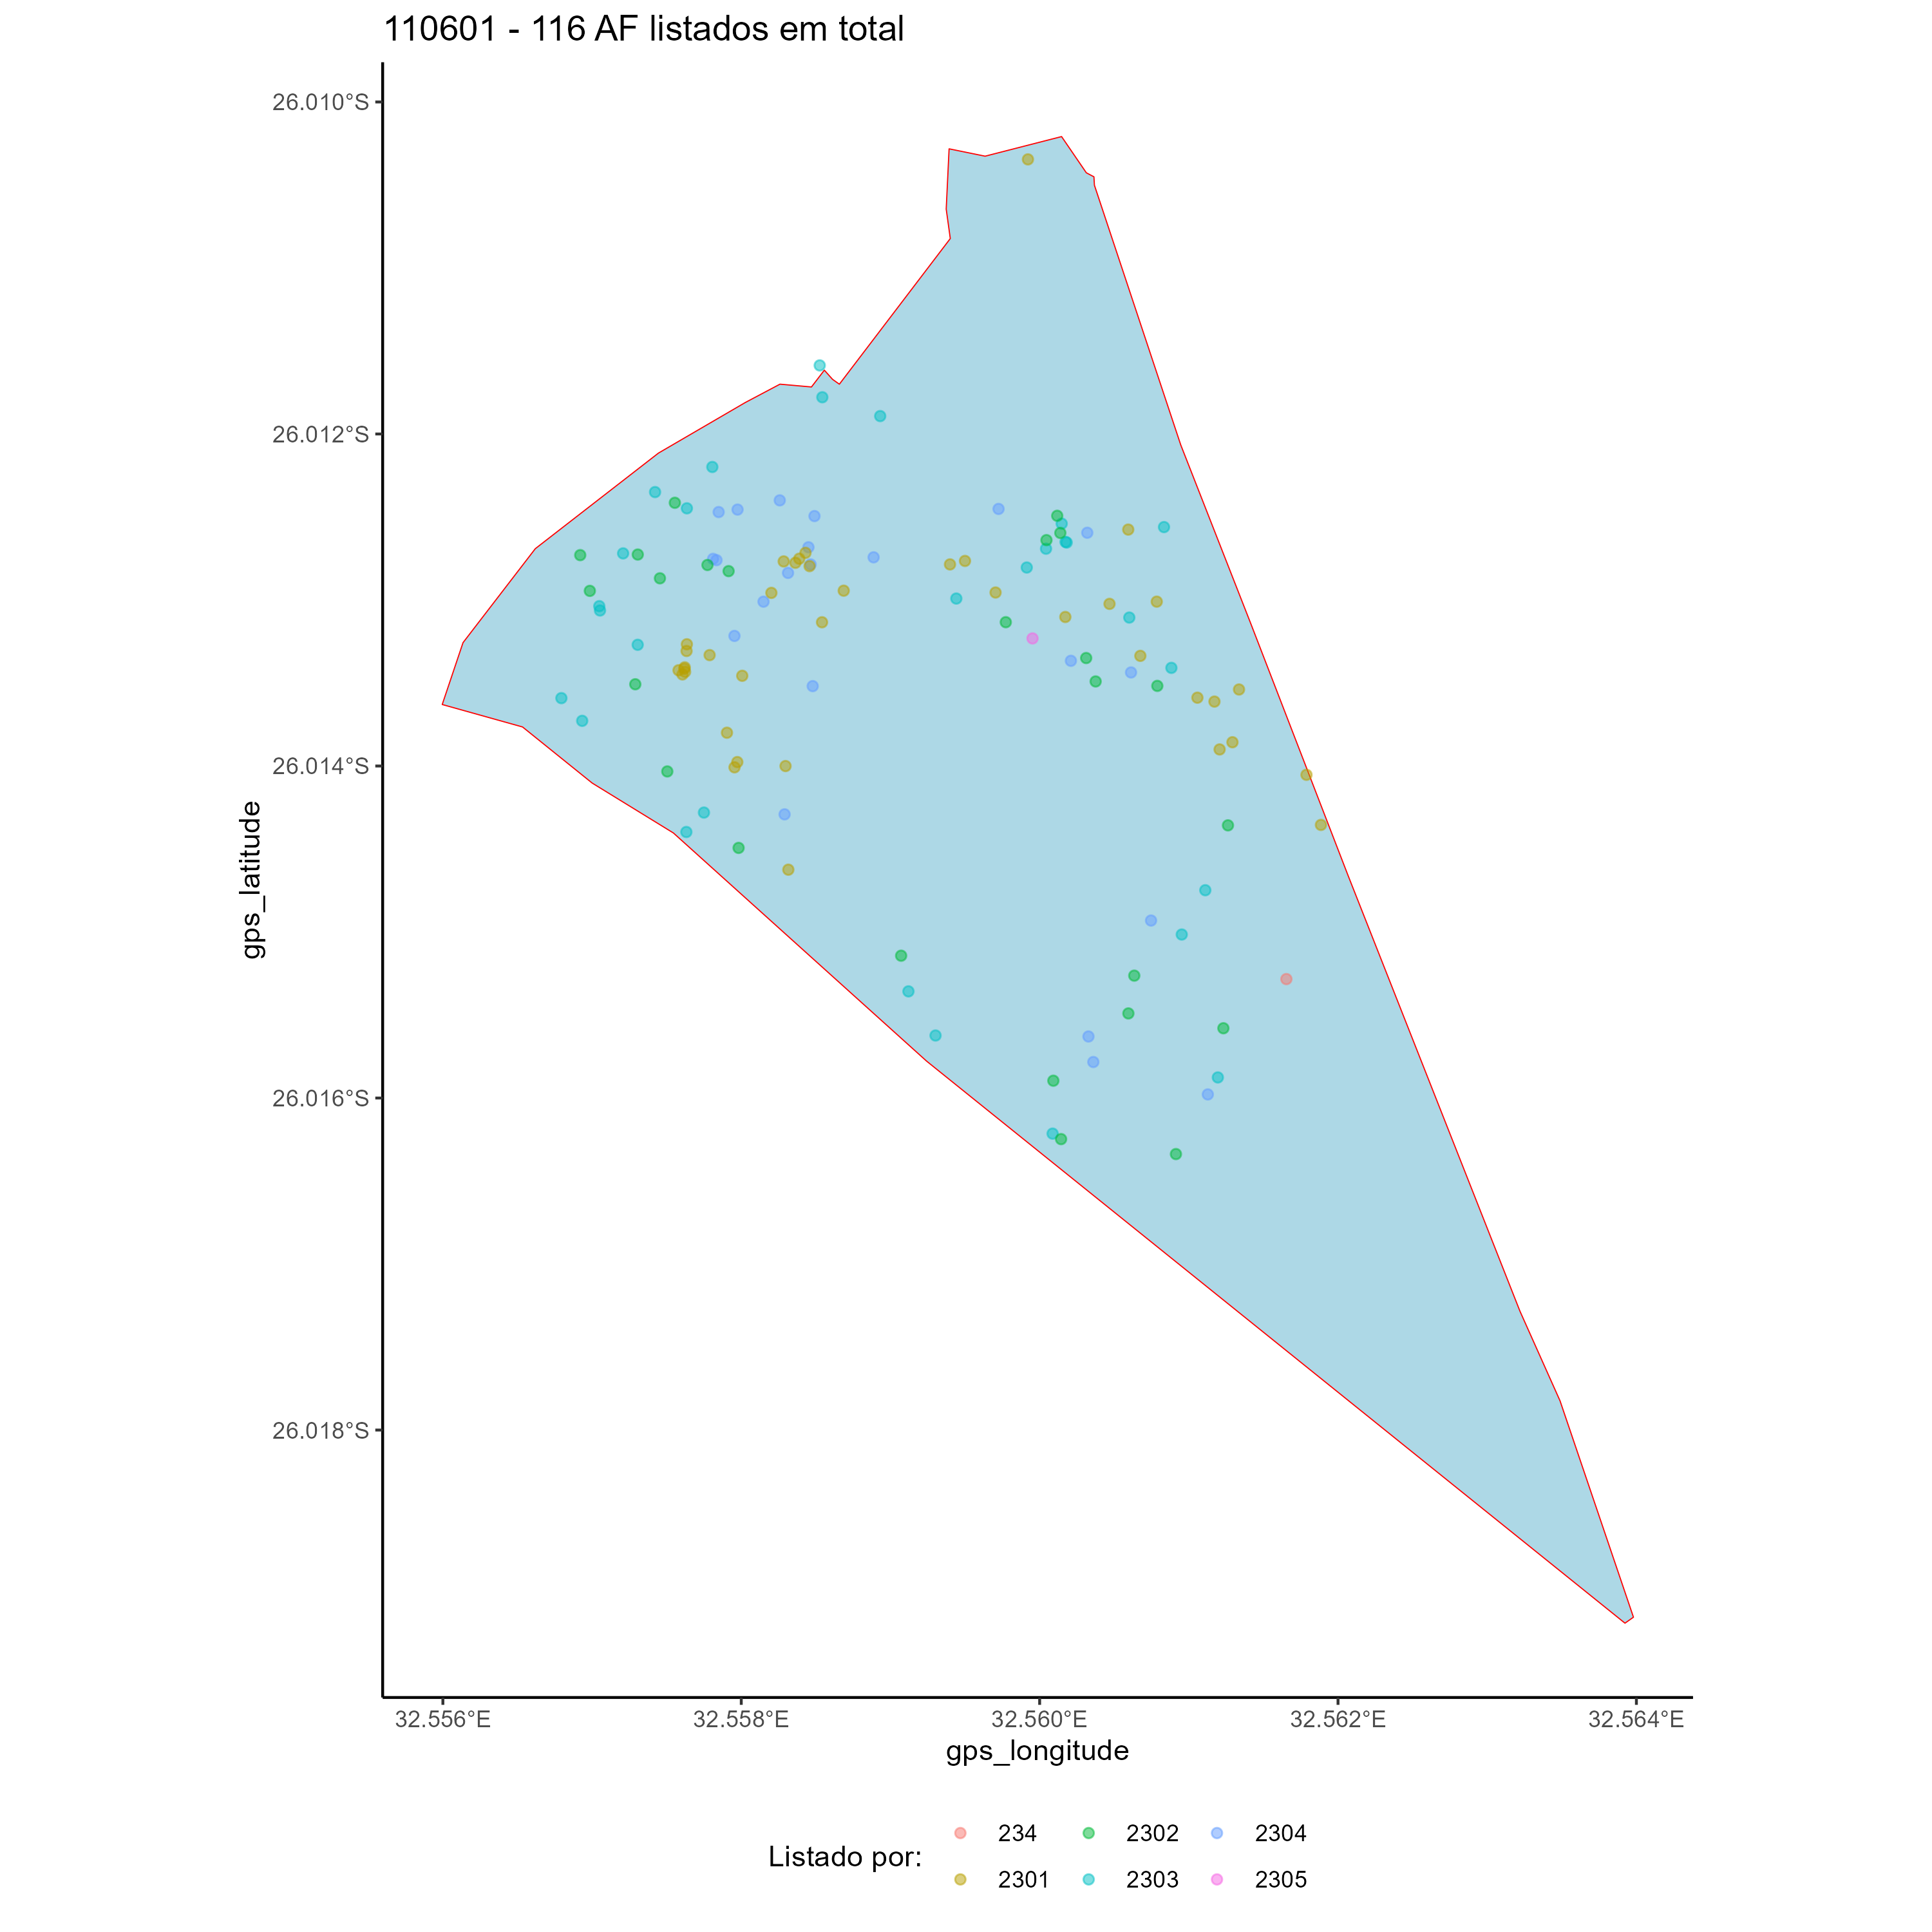 110601 - 116 AF listados em total
26.010°S
26.012°S
26.014°S
26.016°S
26.018°S
gps_latitude
32.556°E 32.558°E 32.560°E 32.562°E 32.564°E
gps_longitude
Listado por:
234 2302 2304
2301 2303 2305